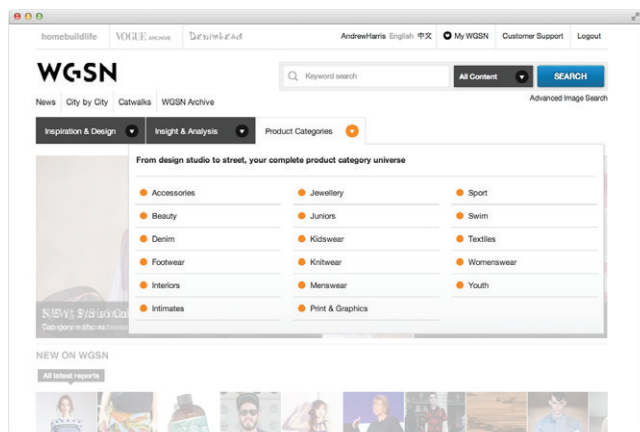 homebuildlife VOGUE ARCHIVE Denimhead AndrewHarris English 中文 My WGSN Customer Support Logout
WGSN
Keyword search All Content SEARCH
News City by City Catwalks WGSN Archive Advanced Image Search
Inspiration & Design Insight & Analysis Product Categories
From design studio to street, your complete product category universe
Accessories Jewellery Sport
Beauty Juniors Swim
Denim Kidswear Textiles
Footwear Knitwear Womenswear
Interiors Menswear Youth
Intimates Print & Graphics
NEW ON WGSN
All latest reports